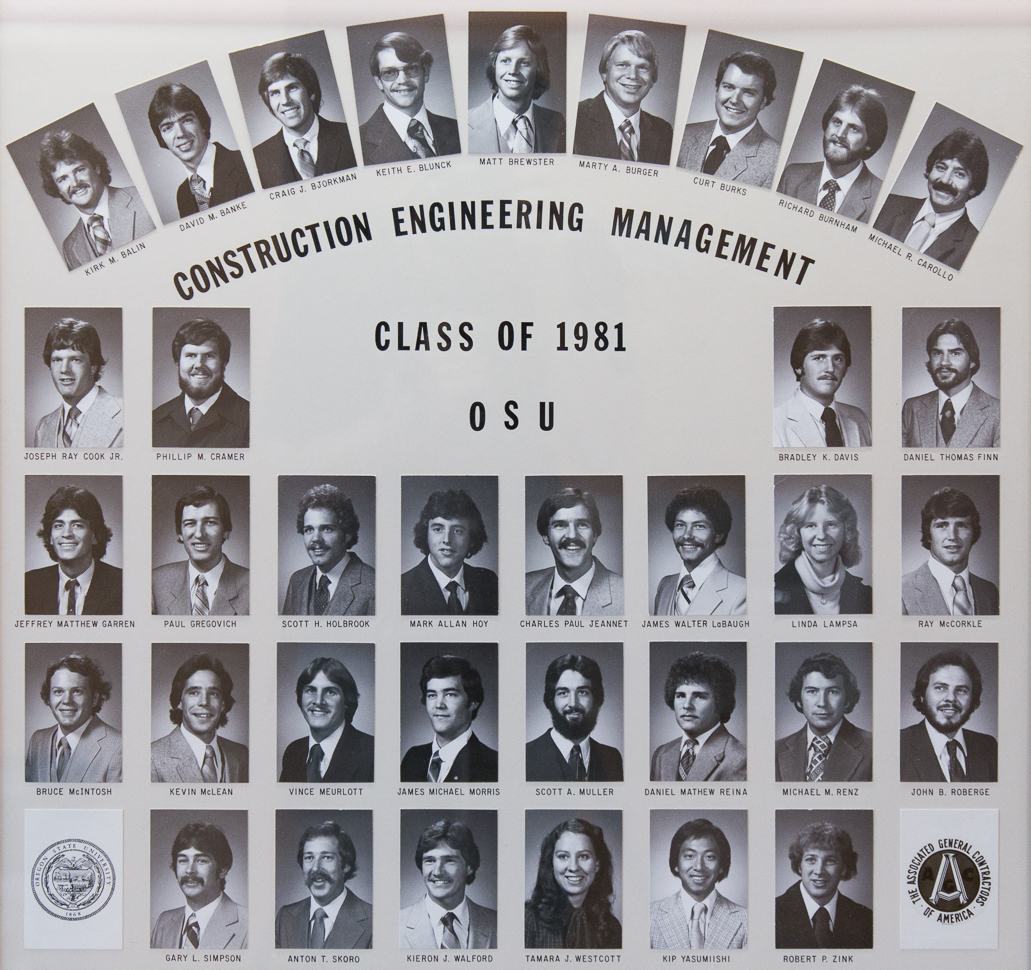 KIRK M. BALIN
DAVID M. BANKE
CRAIG J. BJORKMAN
KEITH E. BLUNCK
MATT BREWSTER
MARTY A. BURGER
CURT BURKS
RICHARD BURNHAM
MICHAEL R. CAROLLO
CONSTRUCTION ENGINEERING MANAGEMENT
CLASS OF 1981
OSU
JOSEPH RAY COOK JR.
PHILLIP M. CRAMER
BRADLEY K. DAVIS
DANIEL THOMAS FINN
JEFFREY MATTHEW GARREN
PAUL GREGOVICH
SCOTT H. HOLBROOK
MARK ALLAN HOY
CHARLES PAUL JEANNET
JAMES WALTER LoBAUGH
LINDA LAMPSA
RAY McCORKLE
BRUCE McINTOSH
KEVIN McLEAN
VINCE MEURLOTT
JAMES MICHAEL MORRIS
SCOTT A. MULLER
DANIEL MATHEW REINA
MICHAEL M. RENZ
JOHN B. ROBERGE
OREGON STATE UNIVERSITY
1868
GARY L. SIMPSON
ANTON T. SKORO
KIERON J. WALFORD
TAMARA J. WESTCOTT
KIP YASUMIISHI
ROBERT P. ZINK
THE ASSOCIATED GENERAL CONTRACTORS
OF AMERICA
AGC